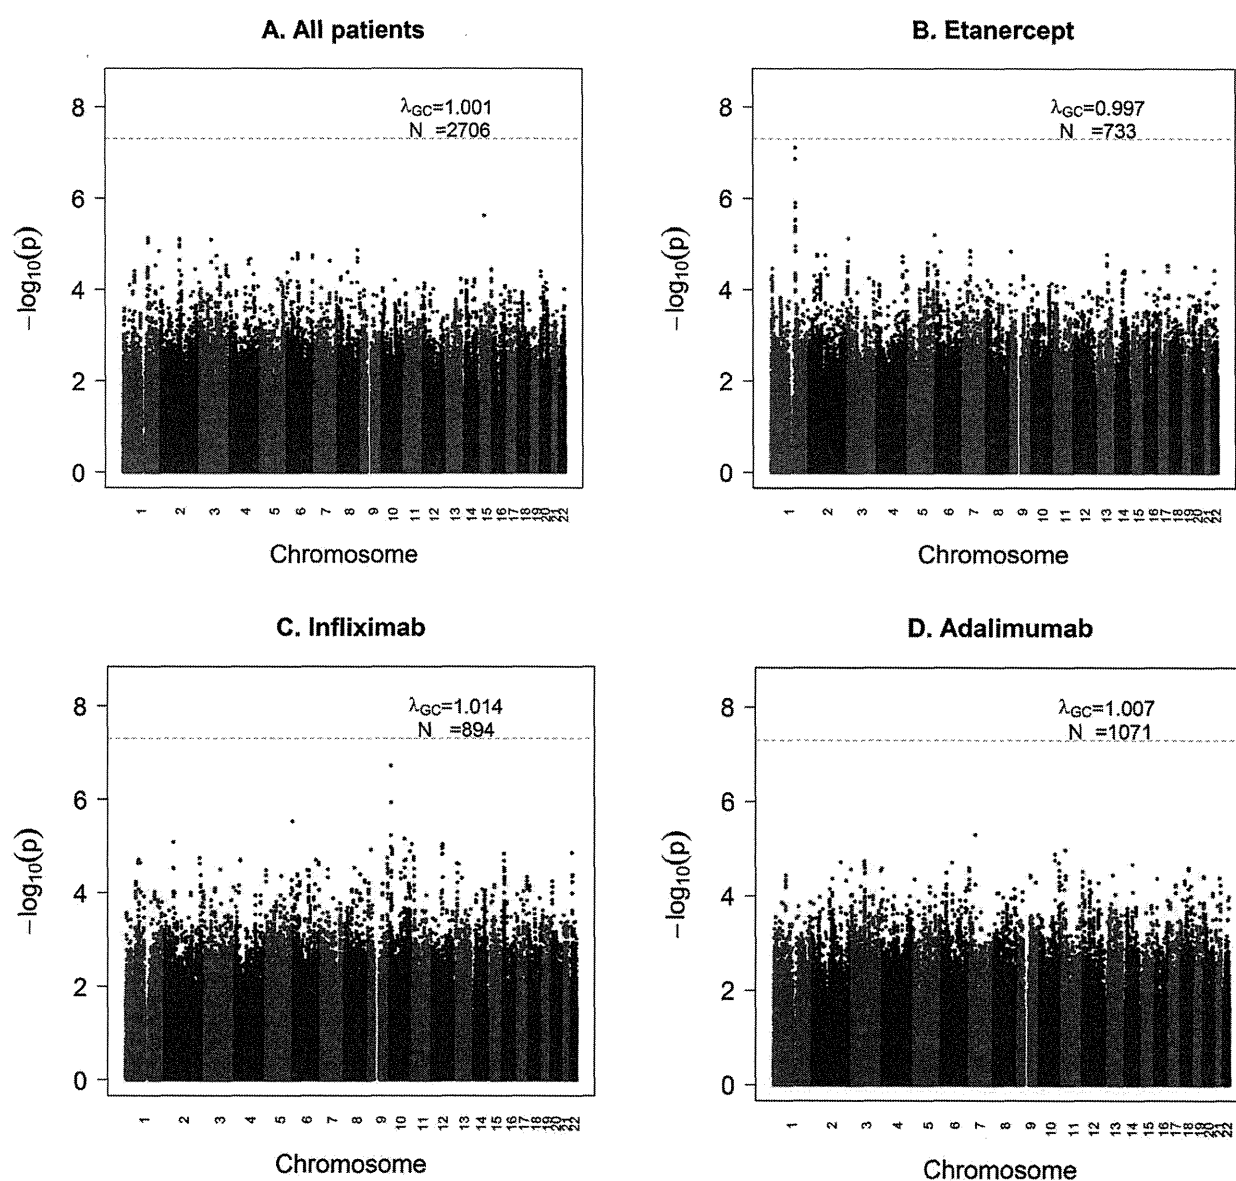 A. All patients
λGC=1.001
N =2706
−log10(p)
8
6
4
2
0
1 2 3 4 5 6 7 8 9 10 11 12 13 14 15 16 17 18 19 20 21 22
Chromosome
B. Etanercept
λGC=0.997
N =733
−log10(p)
8
6
4
2
0
1 2 3 4 5 6 7 8 9 10 11 12 13 14 15 16 17 18 19 20 21 22
Chromosome
C. Infliximab
λGC=1.014
N =894
−log10(p)
8
6
4
2
0
1 2 3 4 5 6 7 8 9 10 11 12 13 14 15 16 17 18 19 20 21 22
Chromosome
D. Adalimumab
λGC=1.007
N =1071
−log10(p)
8
6
4
2
0
1 2 3 4 5 6 7 8 9 10 11 12 13 14 15 16 17 18 19 20 21 22
Chromosome